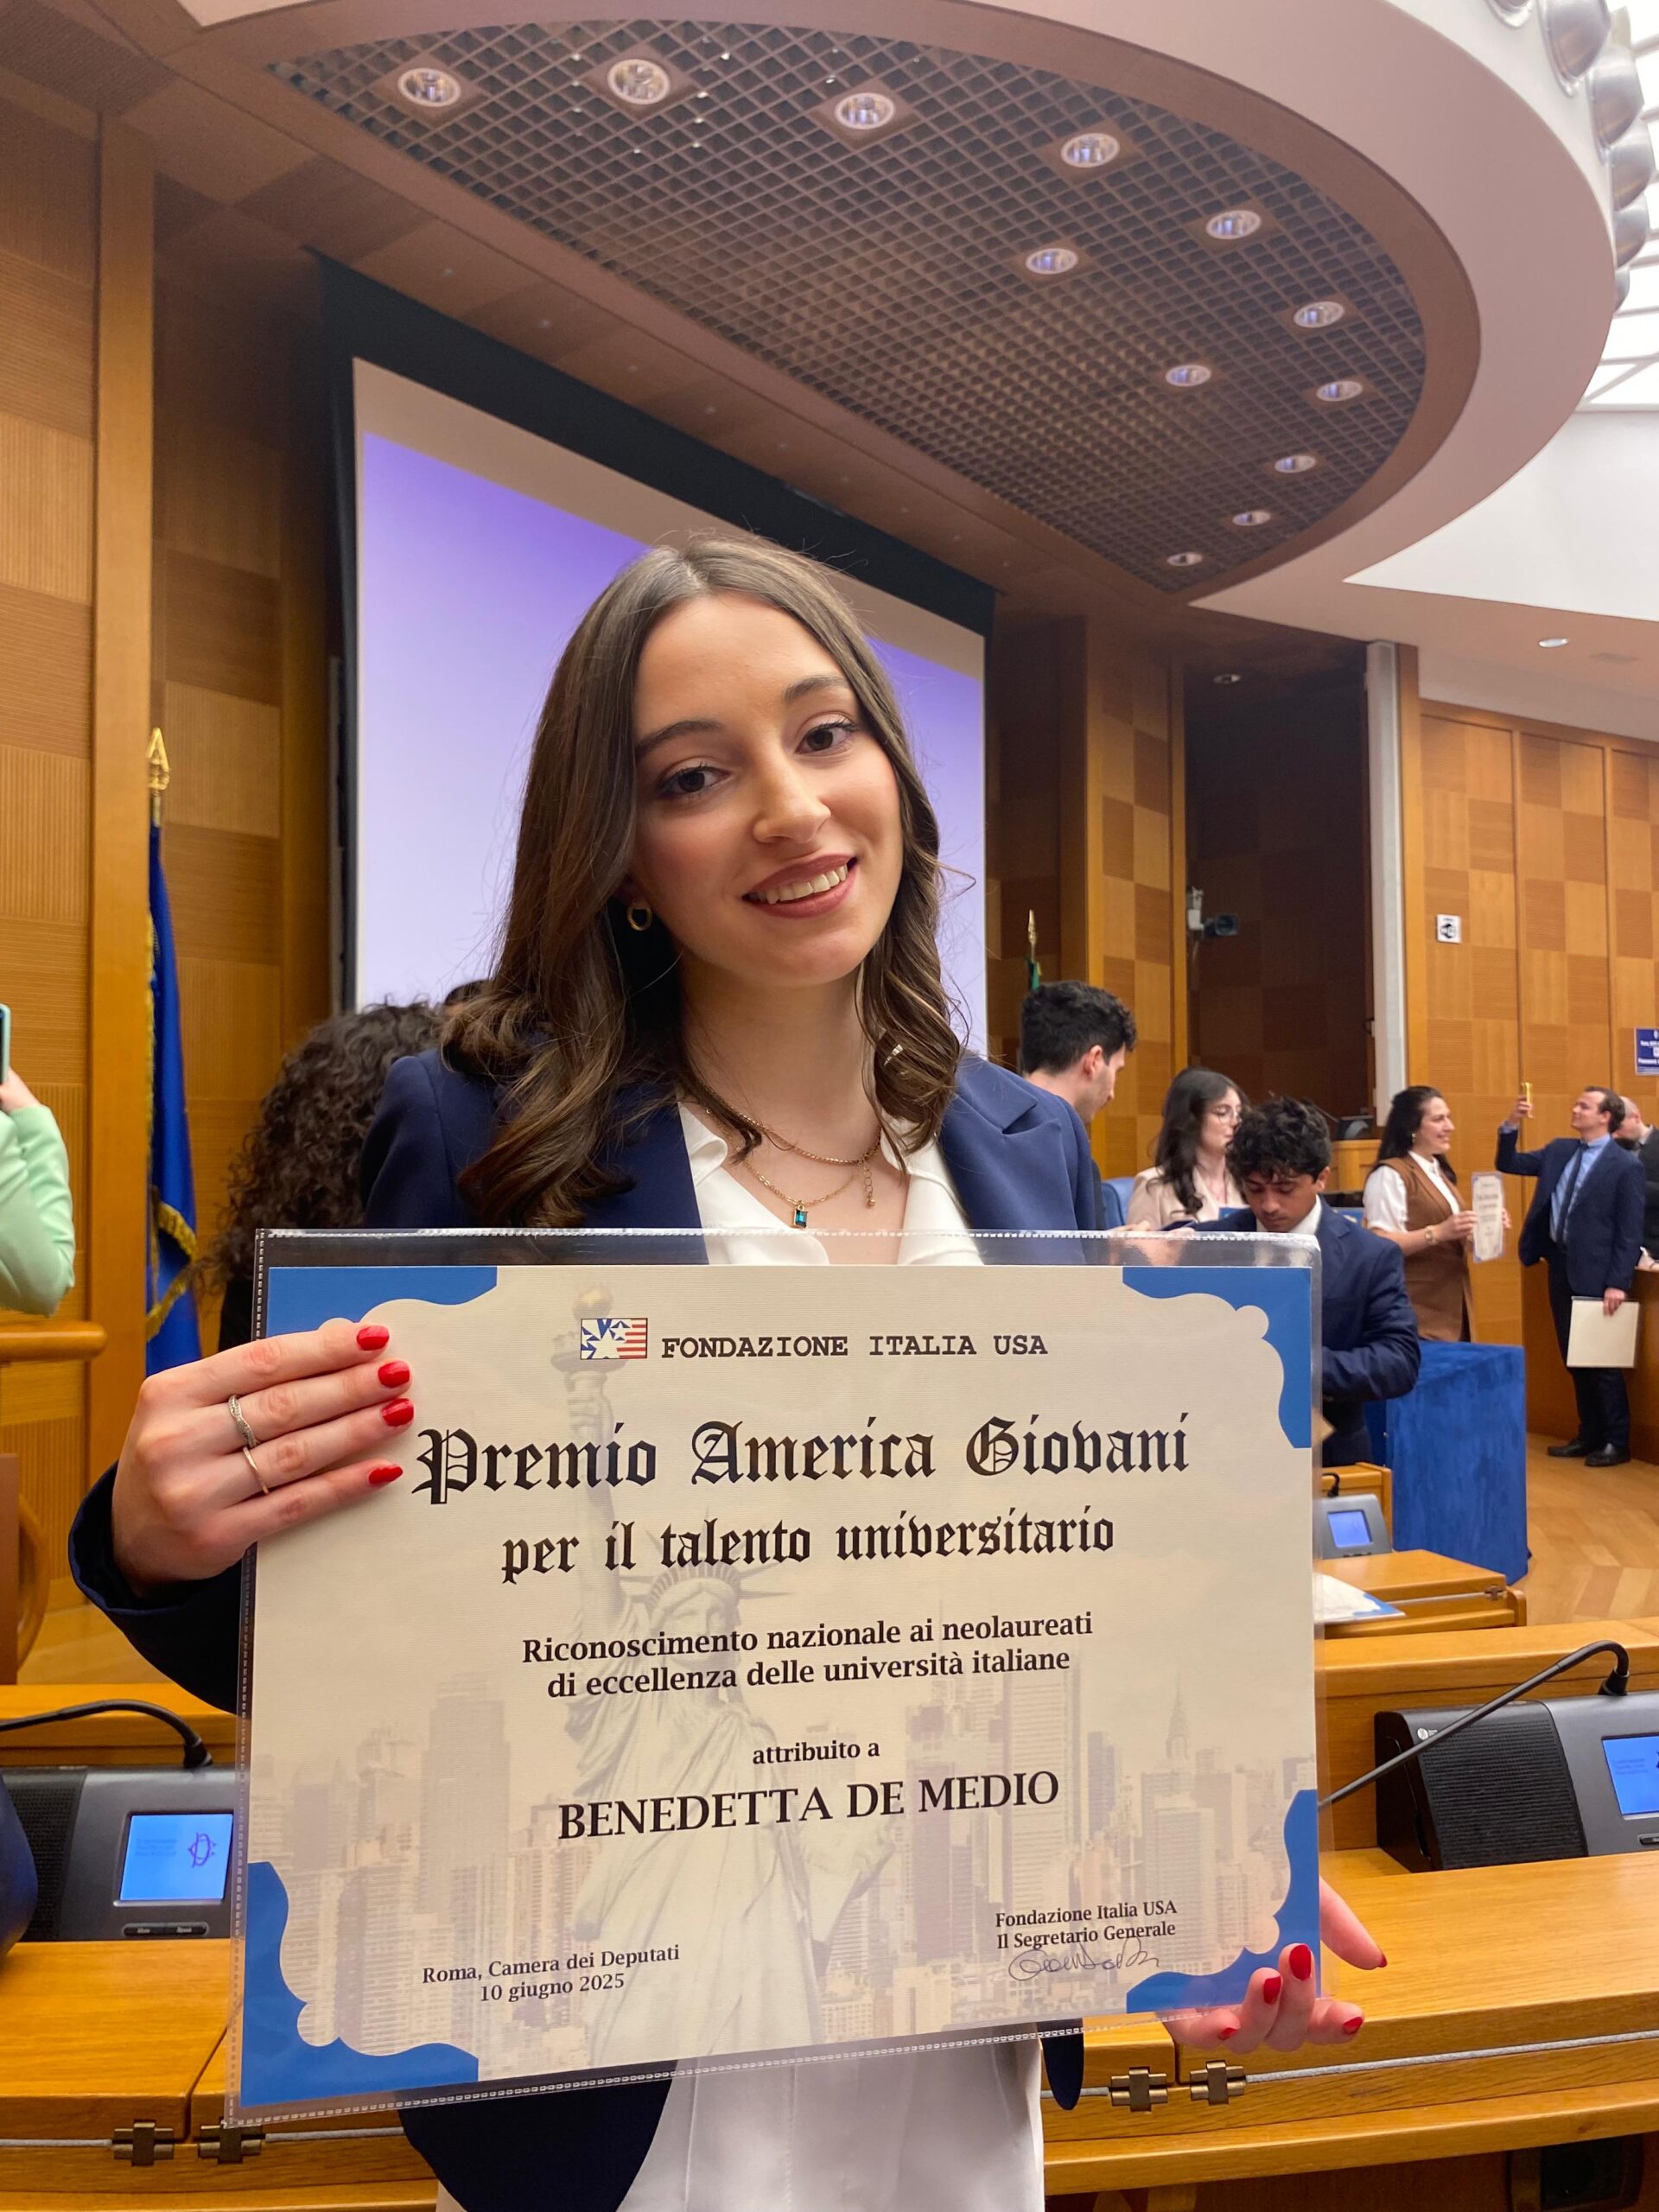 FONDAZIONE ITALIA USA
Premio America Giovani
per il talento universitario
Riconoscimento nazionale ai neolaureati
di eccellenza delle università italiane
attribuito a
BENEDETTA DE MEDIO
Fondazione Italia USA
Il Segretario Generale
Roma, Camera dei Deputati
10 giugno 2025